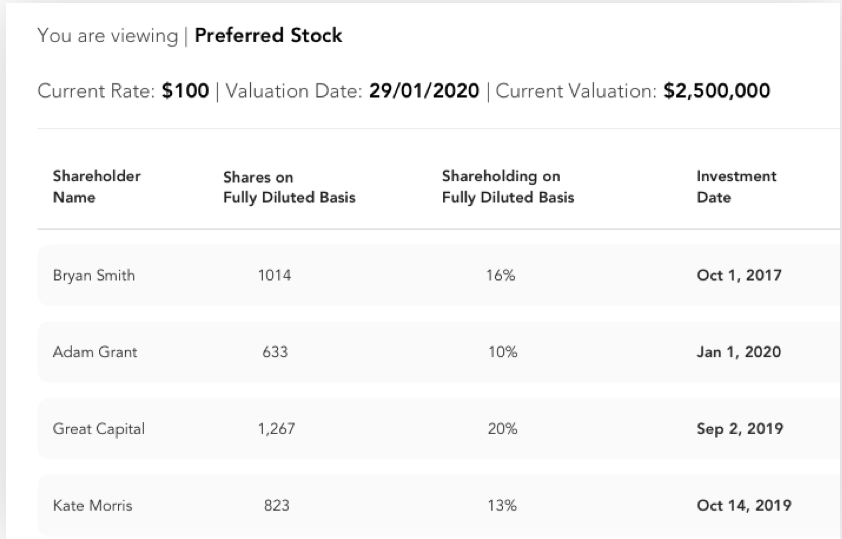 You are viewing | Preferred Stock
Current Rate: $100 | Valuation Date: 29/01/2020 | Current Valuation: $2,500,000
Shareholder Name Shares on Fully Diluted Basis Shareholding on Fully Diluted Basis Investment Date
Bryan Smith 1014 16% Oct 1, 2017
Adam Grant 633 10% Jan 1, 2020
Great Capital 1,267 20% Sep 2, 2019
Kate Morris 823 13% Oct 14, 2019